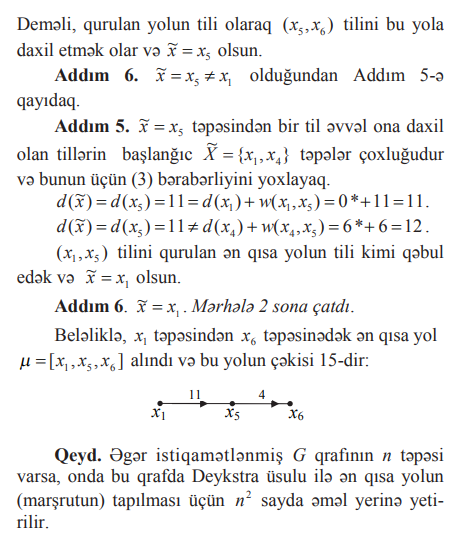 Deməli, qurulan yolun tili olaraq (x₅,x₆) tilini bu yola
daxil etmək olar və x̃ = x₅ olsun.
Addım 6. x̃ = x₅ ≠ x₁ olduğundan Addım 5-ə
qayıdaq.
Addım 5. x̃ = x₅ təpəsindən bir til əvvəl ona daxil
olan tillərin başlanğıc X̃ = {x₁,x₄} təpələr çoxluğudur
və bunun üçün (3) bərabərliyini yoxlayaq.
d(x̃) = d(x₅) = 11 = d(x₁) + w(x₁,x₅) = 0*+11 = 11.
d(x̃) = d(x₅) = 11 ≠ d(x₄) + w(x₄,x₅) = 6*+6 = 12.
(x₁,x₅) tilini qurulan ən qısa yolun tili kimi qəbul
edək və x̃ = x₁ olsun.
Addım 6. x̃ = x₁. Mərhələ 2 sona çatdı.
Beləliklə, x₁ təpəsindən x₆ təpəsinədək ən qısa yol
μ = [x₁,x₅,x₆] alındı və bu yolun çəkisi 15-dir:
11 4
x₁ x₅ x₆
Qeyd. Əgər istiqamətlənmiş G qrafının n təpəsi
varsa, onda bu qrafda Deykstra üsulu ilə ən qısa yolun
(marşrutun) tapılması üçün n² sayda əməl yerinə yeti-
rilir.